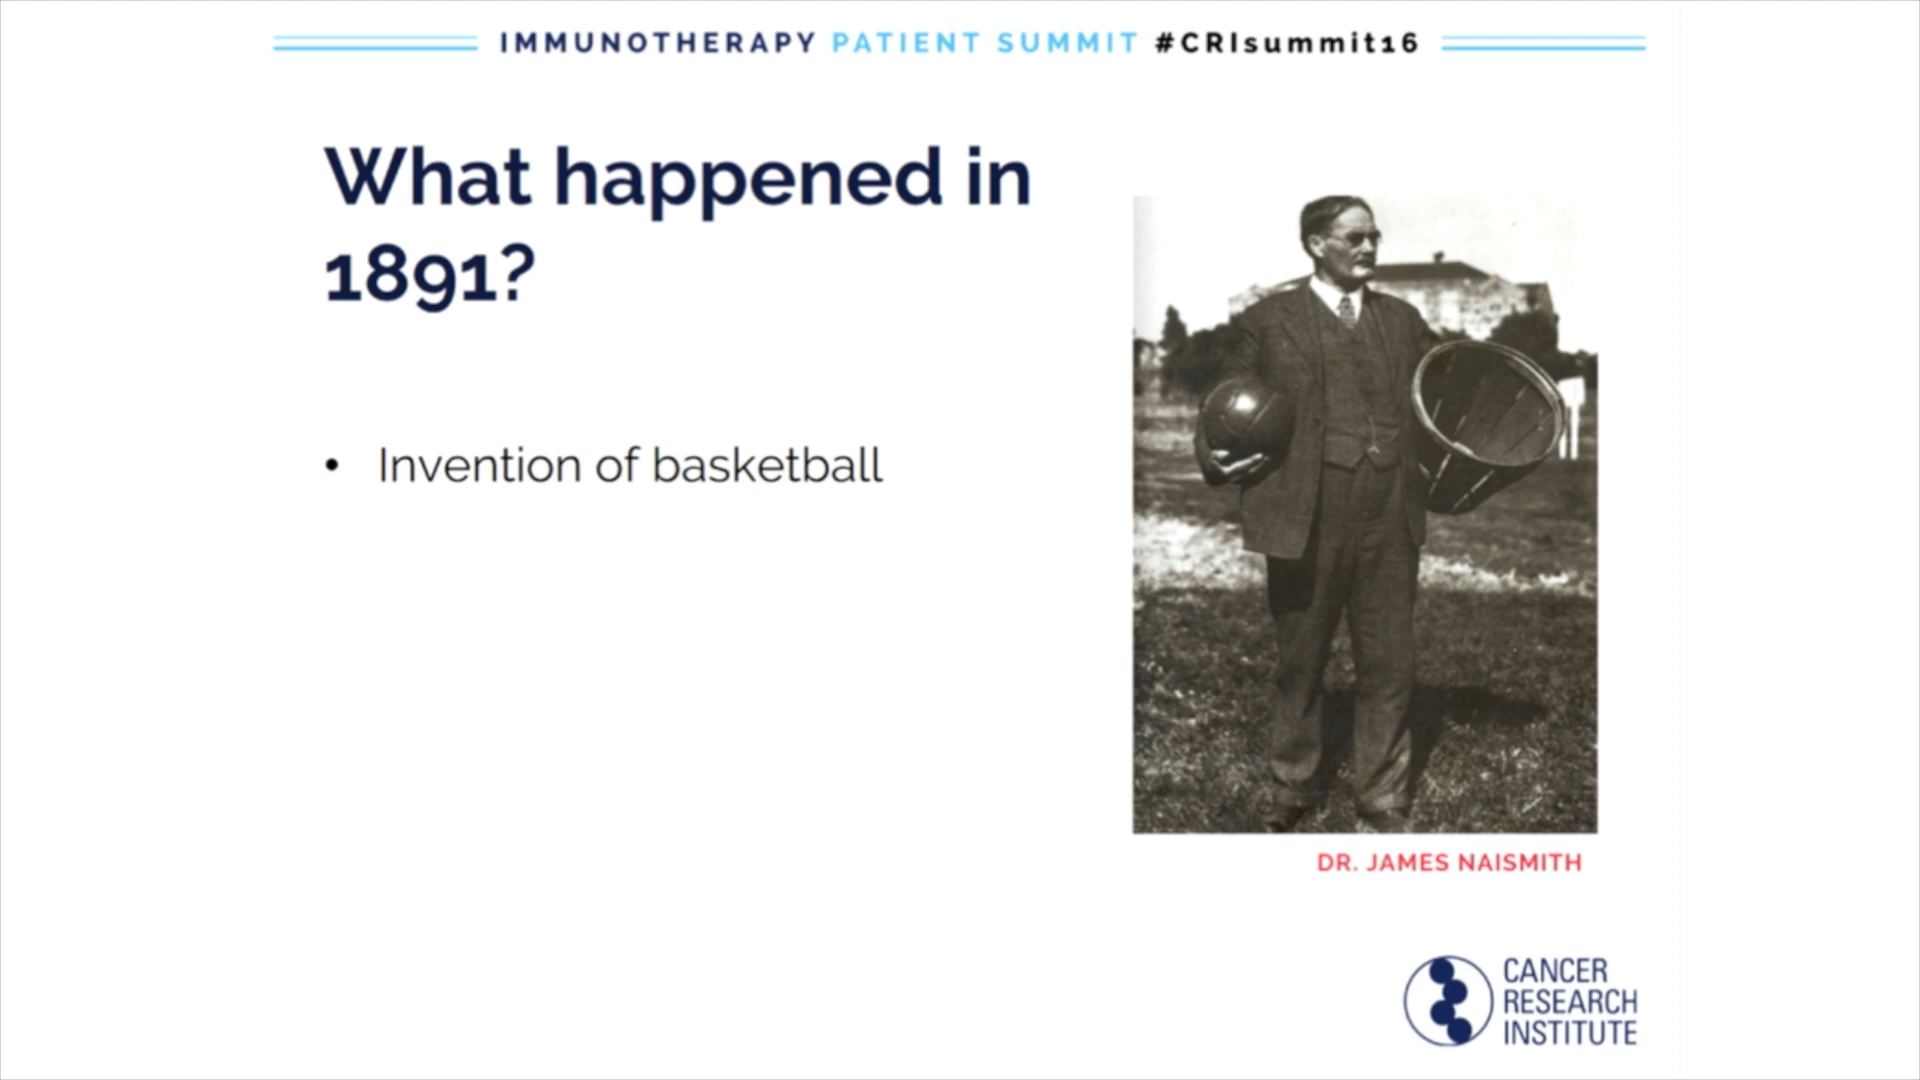 IMMUNOTHERAPY PATIENT SUMMIT #CRIsummit16
What happened in
1891?
• Invention of basketball
DR. JAMES NAISMITH
CANCER
RESEARCH
INSTITUTE